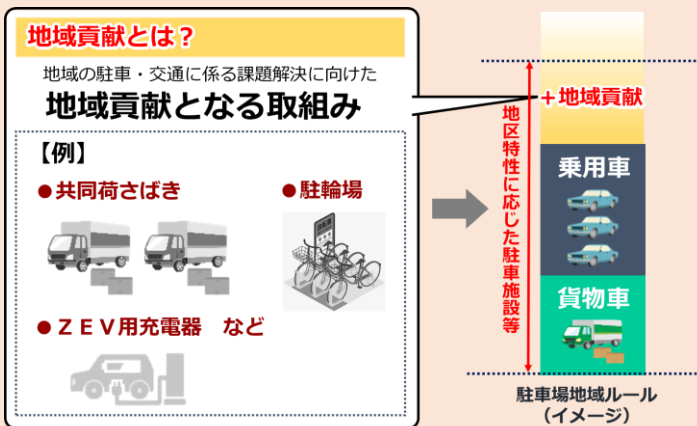 地域貢献とは？
地域の駐車・交通に係る課題解決に向けた
地域貢献となる取組み
【例】
●共同荷さばき
●駐輪場
●ＺＥＶ用充電器　など
＋地域貢献
地区特性に応じた駐車施設等
乗用車
貨物車
駐車場地域ルール
（イメージ）